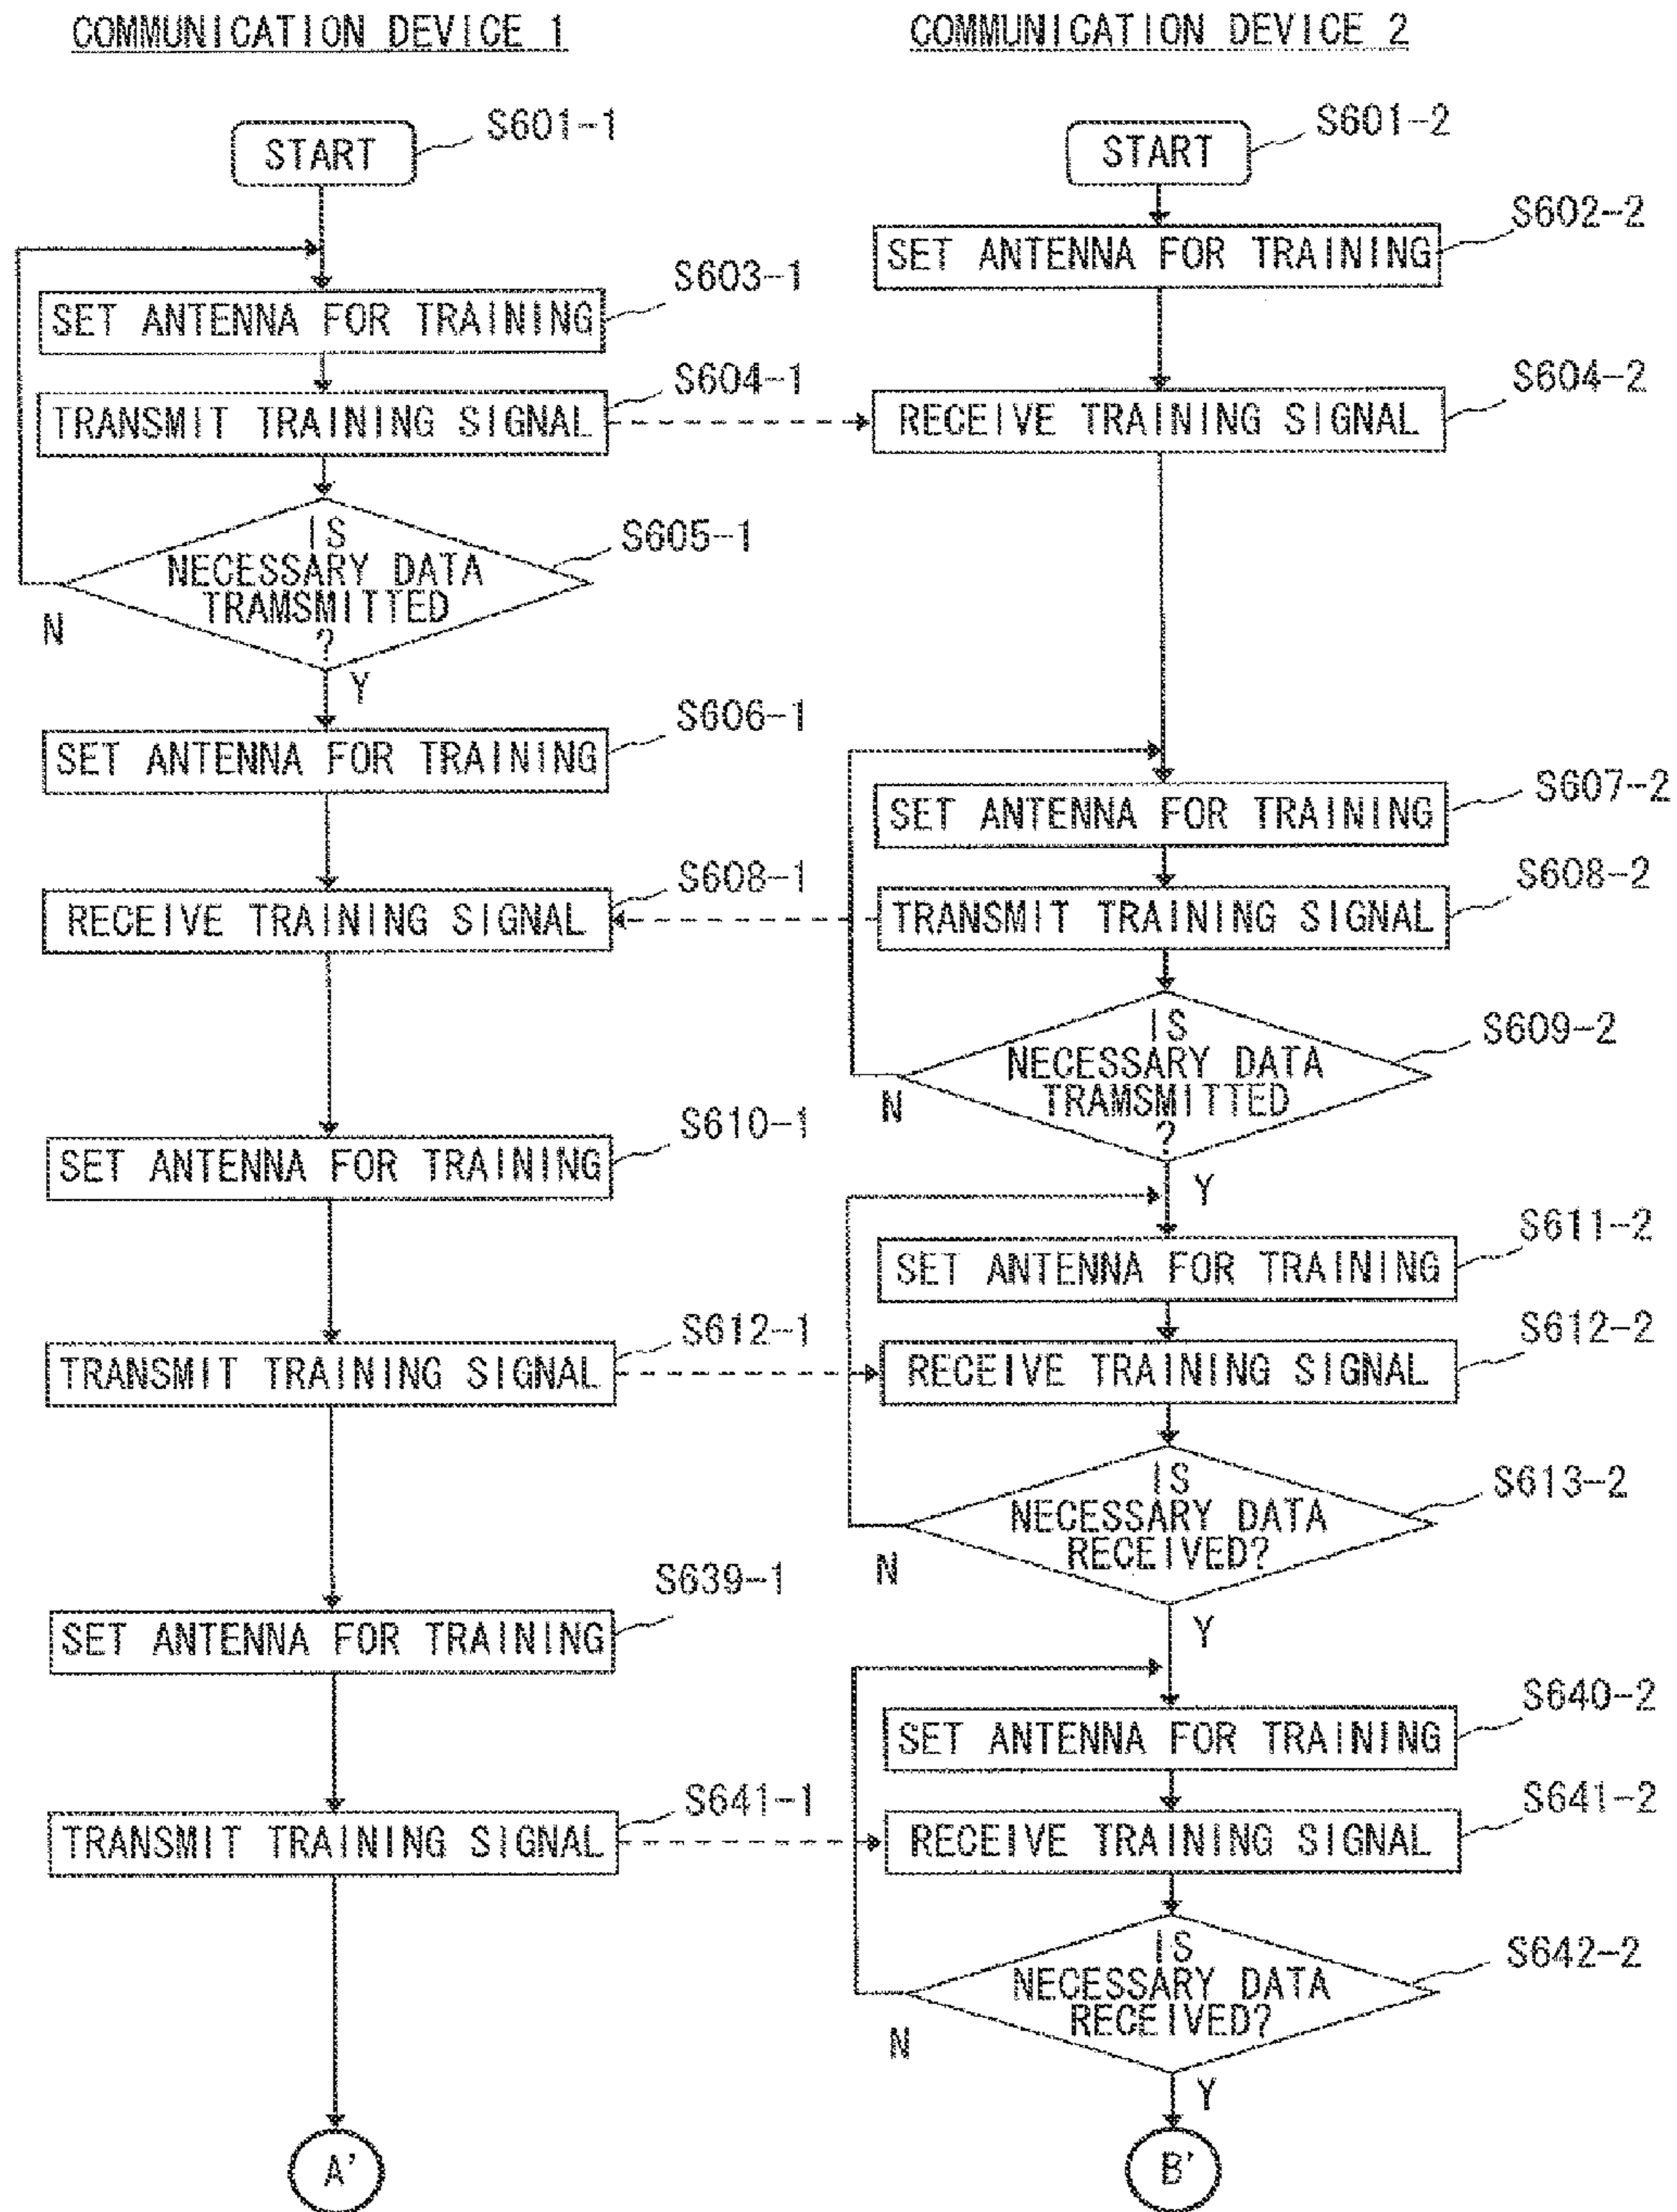 COMMUNICATION DEVICE 1
COMMUNICATION DEVICE 2
START
S601-1
START
S601-2
SET ANTENNA FOR TRAINING
S602-2
SET ANTENNA FOR TRAINING
S603-1
TRANSMIT TRAINING SIGNAL
S604-1
RECEIVE TRAINING SIGNAL
S604-2
IS
NECESSARY DATA
TRAMSMITTED
?
S605-1
N
Y
SET ANTENNA FOR TRAINING
S606-1
SET ANTENNA FOR TRAINING
S607-2
RECEIVE TRAINING SIGNAL
S608-1
TRANSMIT TRAINING SIGNAL
S608-2
IS
NECESSARY DATA
TRAMSMITTED
?
S609-2
N
Y
SET ANTENNA FOR TRAINING
S610-1
SET ANTENNA FOR TRAINING
S611-2
TRANSMIT TRAINING SIGNAL
S612-1
RECEIVE TRAINING SIGNAL
S612-2
IS
NECESSARY DATA
RECEIVED?
S613-2
N
Y
SET ANTENNA FOR TRAINING
S639-1
SET ANTENNA FOR TRAINING
S640-2
TRANSMIT TRAINING SIGNAL
S641-1
RECEIVE TRAINING SIGNAL
S641-2
IS
NECESSARY DATA
RECEIVED?
S642-2
N
Y
A'
B'